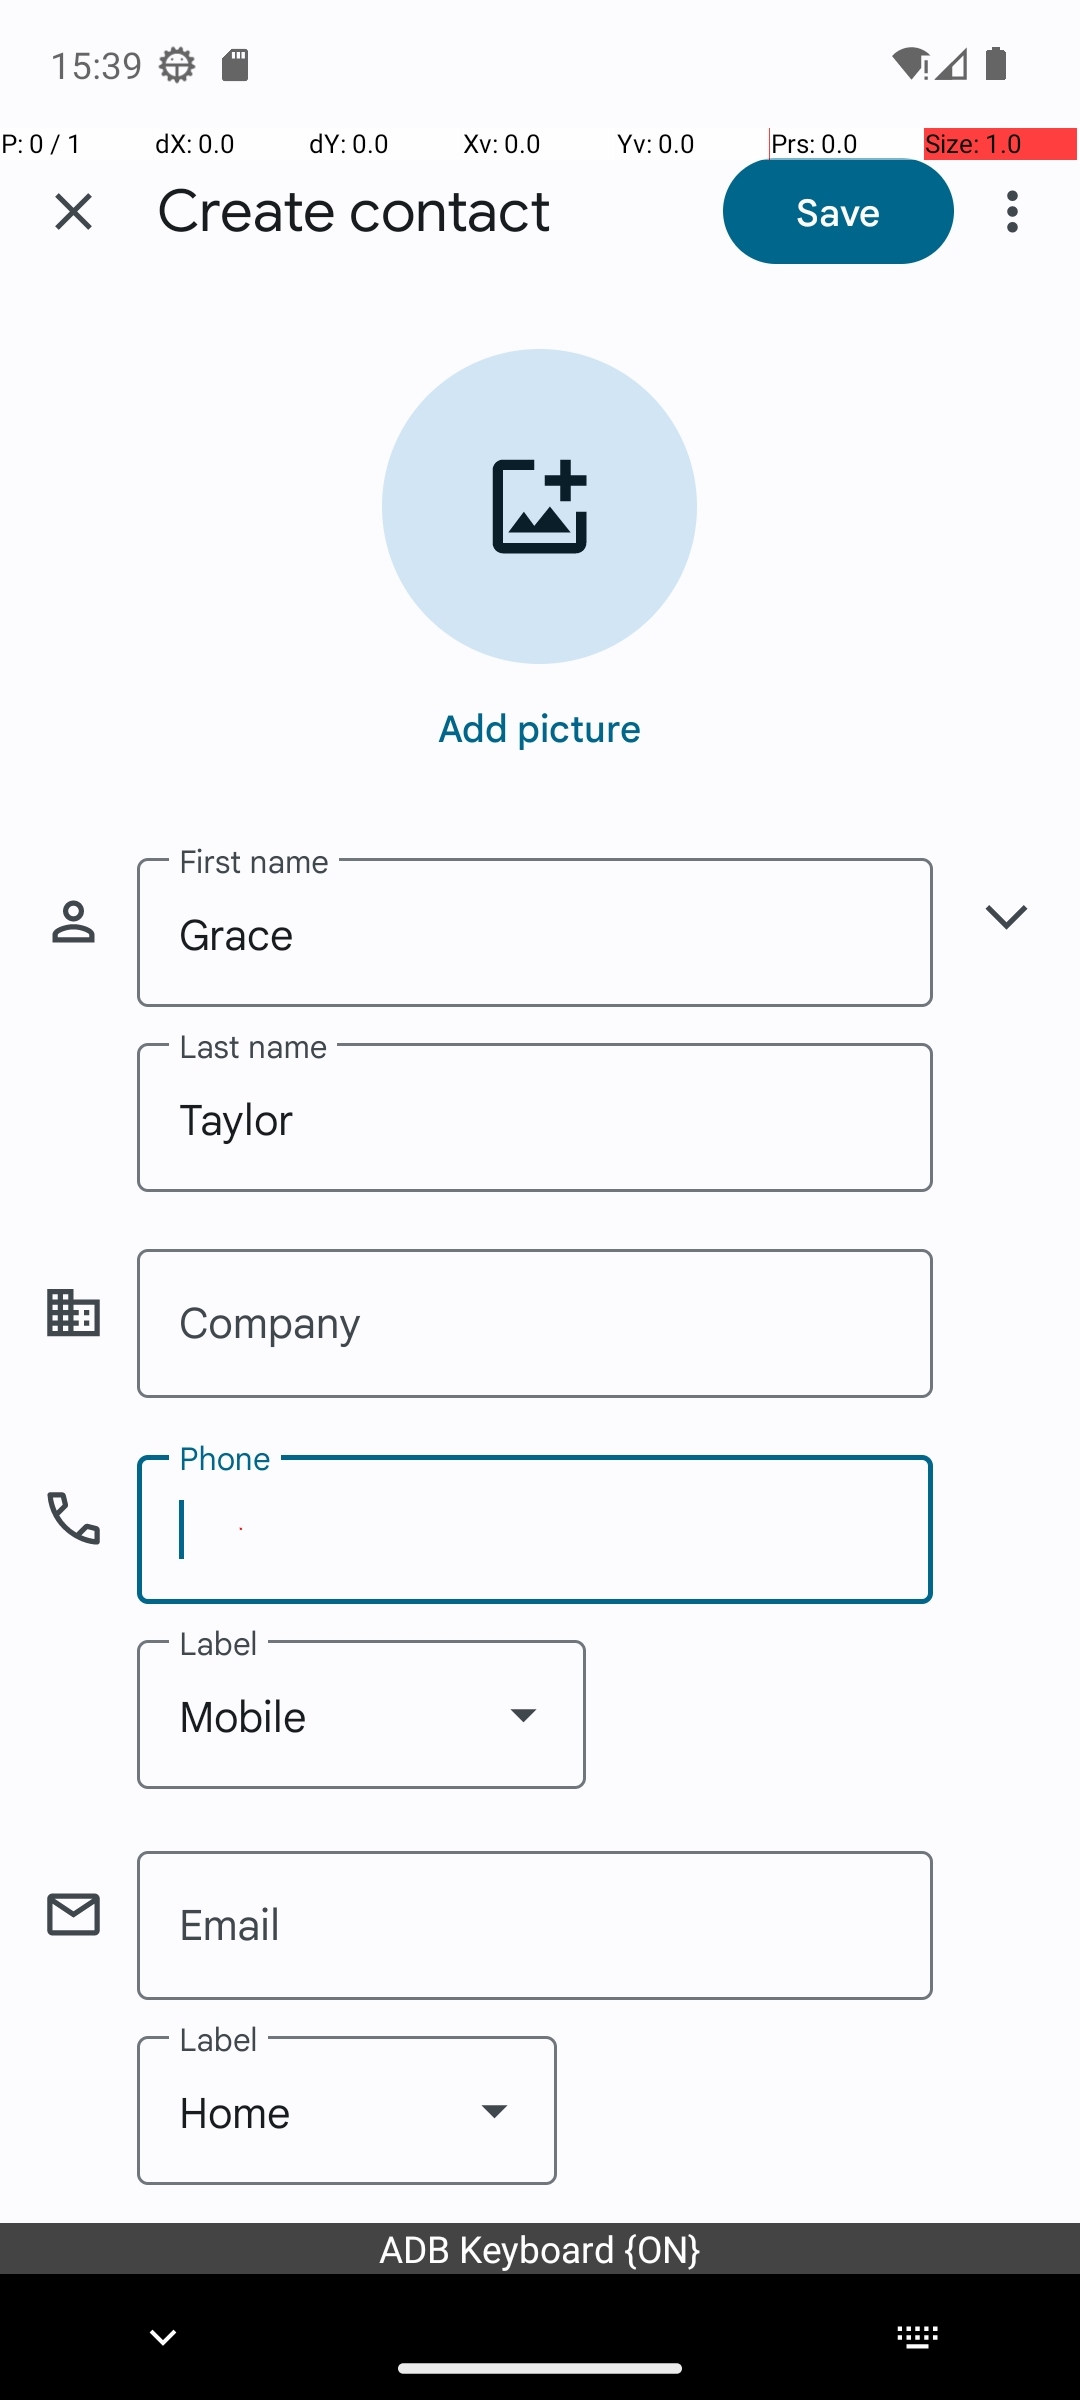 15:39
P: 0 / 1 dX: 0.0 dY: 0.0 Xv: 0.0 Yv: 0.0 Prs: 0.0 Size: 1.0
Create contact Save
Add picture
First name
Grace
Last name
Taylor
Company
Phone
Label
Mobile
Email
Label
Home
ADB Keyboard {ON}